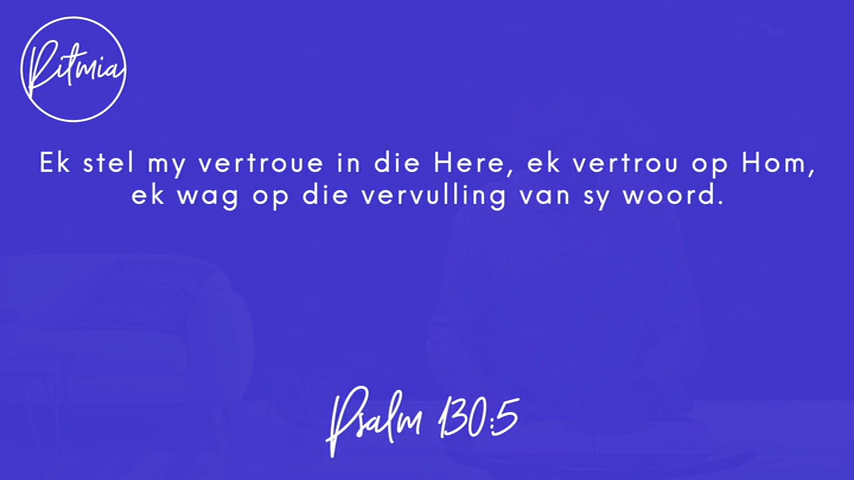 Ritmia
Ek stel my vertroue in die Here, ek vertrou op Hom,
ek wag op die vervulling van sy woord.
Psalm 130:5